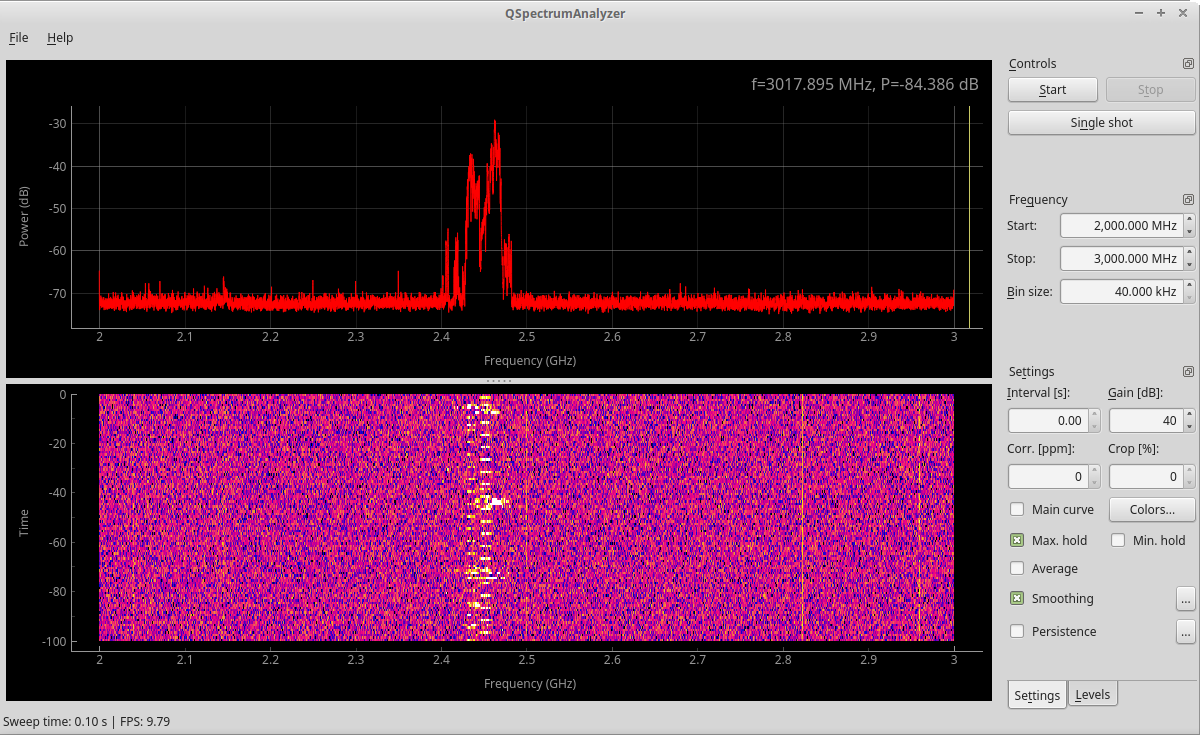 QSpectrumAnalyzer
File Help
f=3017.895 MHz, P=-84.386 dB
Power (dB)
-30
-40
-50
-60
-70
2 2.1 2.2 2.3 2.4 2.5 2.6 2.7 2.8 2.9 3
Frequency (GHz)
Time
0
-20
-40
-60
-80
-100
2 2.1 2.2 2.3 2.4 2.5 2.6 2.7 2.8 2.9 3
Frequency (GHz)
Controls
Start Stop
Single shot
Frequency
Start: 2,000.000 MHz
Stop: 3,000.000 MHz
Bin size: 40.000 kHz
Settings
Interval [s]: Gain [dB]:
0.00 40
Corr. [ppm]: Crop [%]:
0 0
Main curve Colors...
Max. hold Min. hold
Average
Smoothing ...
Persistence ...
Settings Levels
Sweep time: 0.10 s | FPS: 9.79